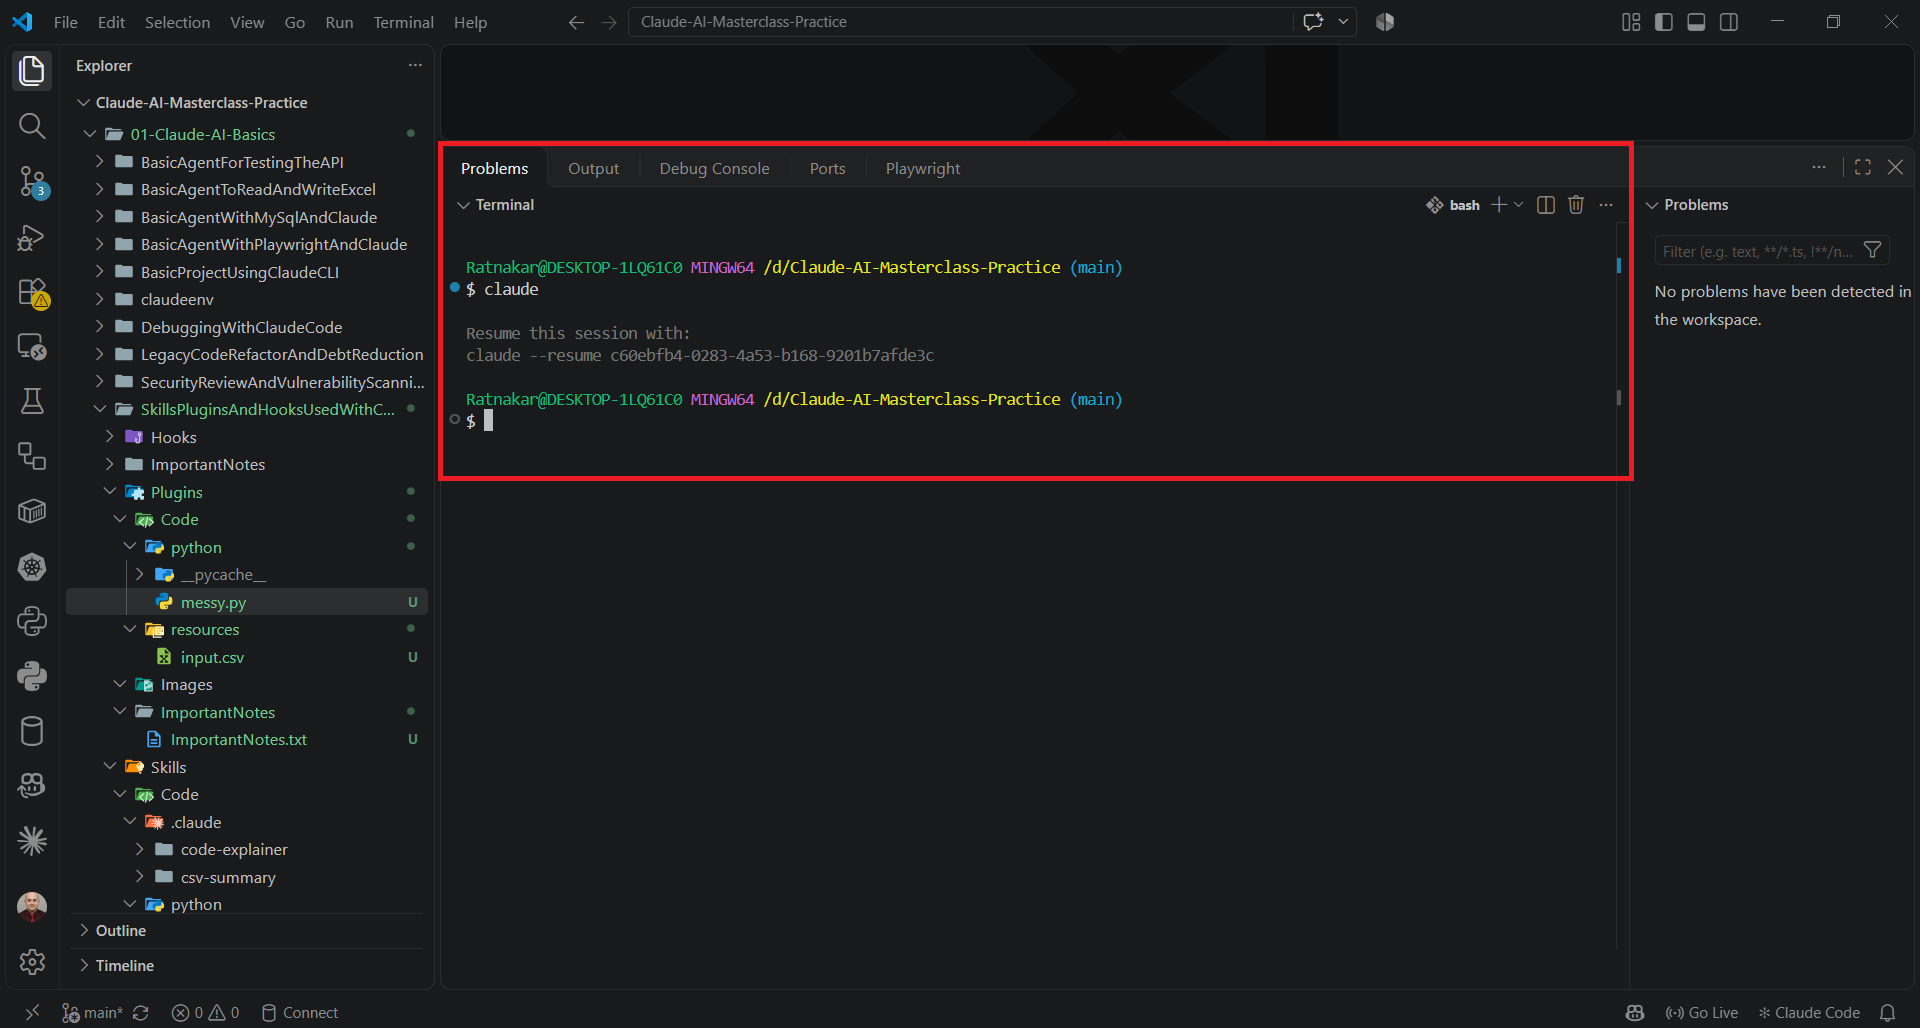 File Edit Selection View Go Run Terminal Help
Claude-AI-Masterclass-Practice
Explorer
Claude-AI-Masterclass-Practice
01-Claude-AI-Basics
BasicAgentForTestingTheAPI
BasicAgentToReadAndWriteExcel
BasicAgentWithMySqlAndClaude
BasicAgentWithPlaywrightAndClaude
BasicProjectUsingClaudeCLI
claudeenv
DebuggingWithClaudeCode
LegacyCodeRefactorAndDebtReduction
SecurityReviewAndVulnerabilityScanni...
SkillsPluginsAndHooksUsedWithC...
Hooks
ImportantNotes
Plugins
Code
python
__pycache__
messy.py U
resources
input.csv U
Images
ImportantNotes
ImportantNotes.txt U
Skills
Code
.claude
code-explainer
csv-summary
python
Outline
Timeline
3
Problems Output Debug Console Ports Playwright
Terminal
bash
Ratnakar@DESKTOP-1LQ61C0 MINGW64 /d/Claude-AI-Masterclass-Practice (main)
$ claude
Resume this session with:
claude --resume c60ebfb4-0283-4a53-b168-9201b7afde3c
Ratnakar@DESKTOP-1LQ61C0 MINGW64 /d/Claude-AI-Masterclass-Practice (main)
$
Problems
Filter (e.g. text, **/*.ts, !**/n...
No problems have been detected in
the workspace.
main* 0 0 Connect
Go Live Claude Code